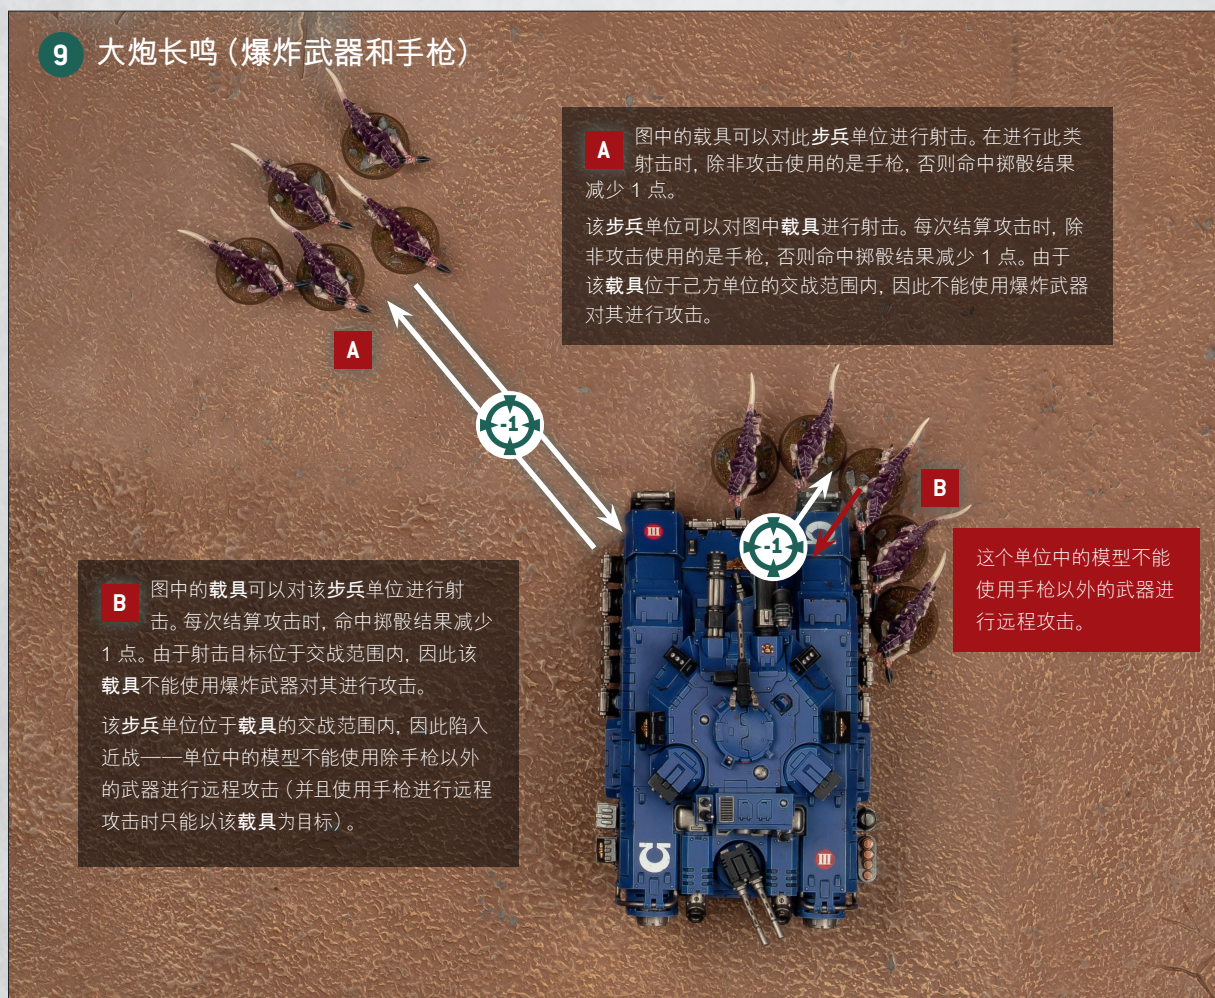 9 大炮长鸣（爆炸武器和手枪）
A 图中的载具可以对此步兵单位进行射击。在进行此类
射击时，除非攻击使用的是手枪，否则命中掷骰结果
减少 1 点。
该步兵单位可以对图中载具进行射击。每次结算攻击时，除
非攻击使用的是手枪，否则命中掷骰结果减少 1 点。由于
该载具位于己方单位的交战范围内，因此不能使用爆炸武器
对其进行攻击。
A
-1
B
-1
这个单位中的模型不能
使用手枪以外的武器进
行远程攻击。
B 图中的载具可以对该步兵单位进行射
击。每次结算攻击时，命中掷骰结果减少
1 点。由于射击目标位于交战范围内，因此该
载具不能使用爆炸武器对其进行攻击。
该步兵单位位于载具的交战范围内，因此陷入
近战——单位中的模型不能使用除手枪以外
的武器进行远程攻击（并且使用手枪进行远程
攻击时只能以该载具为目标）。
III
III